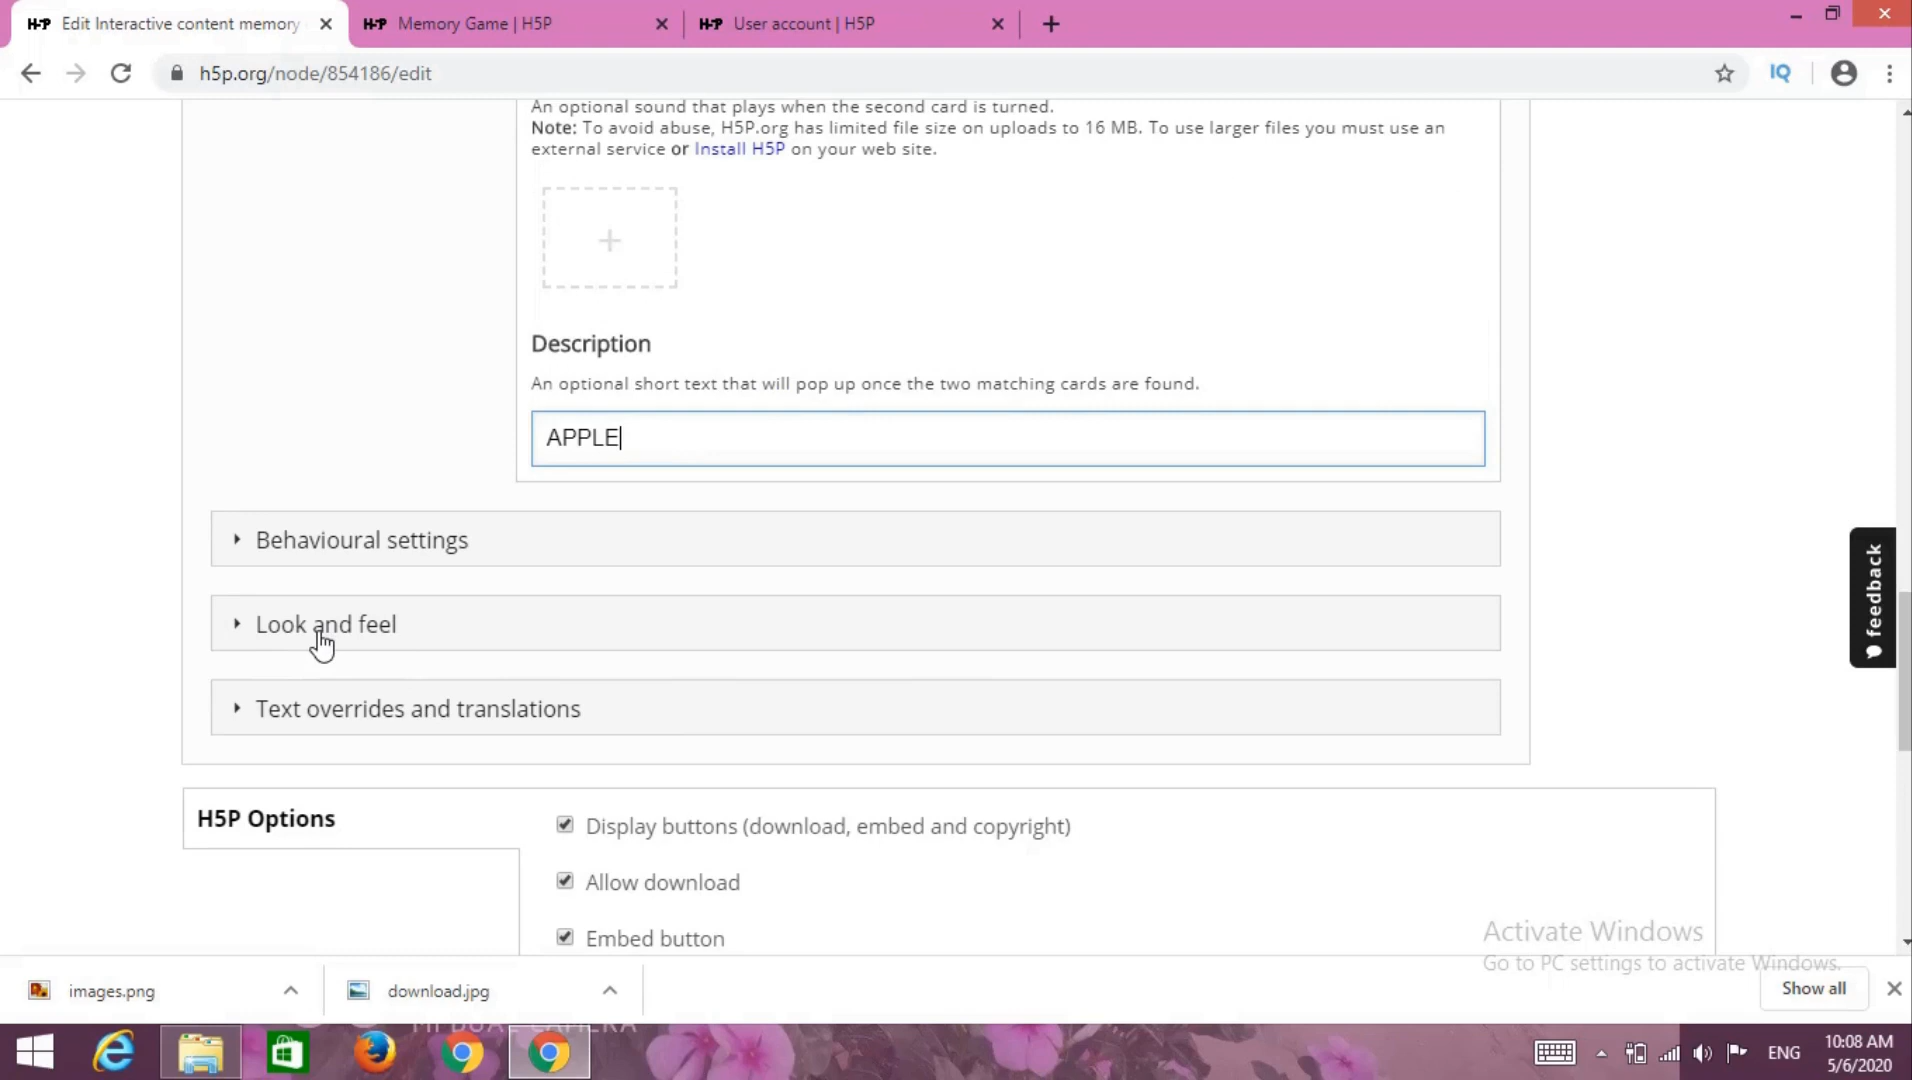 H-P Edit Interactive content memory
H-P Memory Game | H5P
H-P User account | H5P
h5p.org/node/854186/edit
IQ
An optional sound that plays when the second card is turned.
Note: To avoid abuse, H5P.org has limited file size on uploads to 16 MB. To use larger files you must use an
external service or Install H5P on your web site.
Description
An optional short text that will pop up once the two matching cards are found.
APPLE
Behavioural settings
Look and feel
feedback
Text overrides and translations
H5P Options
Display buttons (download, embed and copyright)
Allow download
Embed button
Activate Windows
Go to PC settings to activate Windows.
images.png
download.jpg
Show all
ENG
10:08 AM
5/6/2020